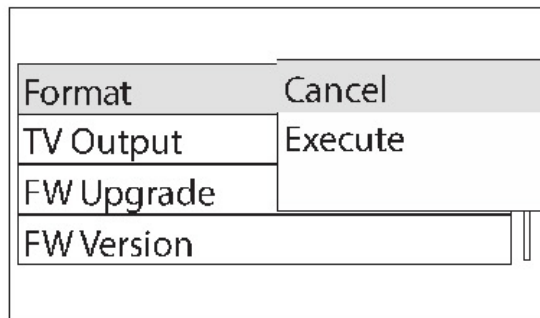 Format
Cancel
TV Output
Execute
FW Upgrade
FW Version